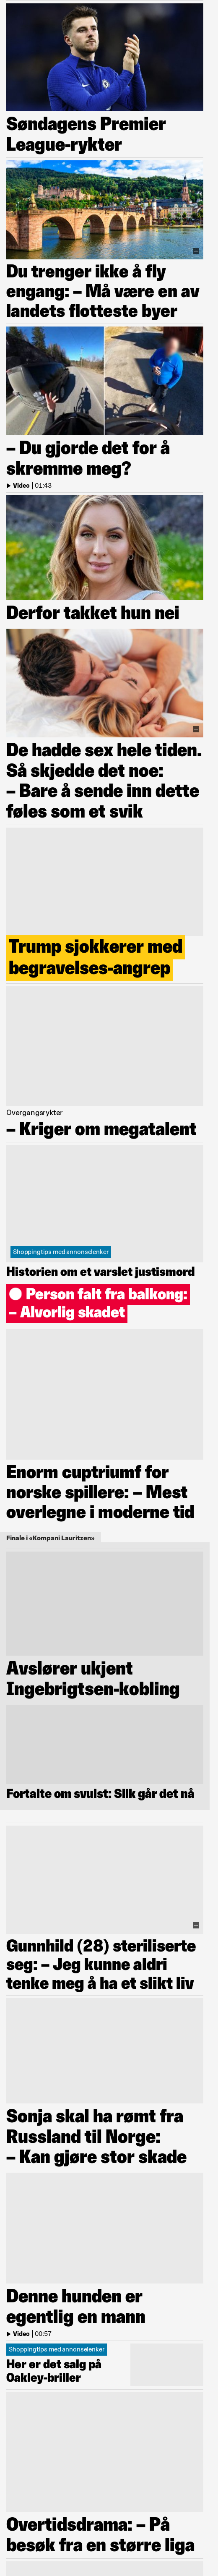 Søndagens Premier
League-rykter
Du trenger ikke å fly
engang: – Må være en av
landets flotteste byer
– Du gjorde det for å
skremme meg?
Video | 01:43
Derfor takket hun nei
De hadde sex hele tiden.
Så skjedde det noe:
– Bare å sende inn dette
føles som et svik
Trump sjokkerer med
begravelses-angrep
Overgangsrykter
– Kriger om megatalent
Shoppingtips med annonselenker
Historien om et varslet justismord
Person falt fra balkong:
– Alvorlig skadet
Enorm cuptriumf for
norske spillere: – Mest
overlegne i moderne tid
Finale i «Kompani Lauritzen»
Avslører ukjent
Ingebrigtsen-kobling
Fortalte om svulst: Slik går det nå
Gunnhild (28) steriliserte
seg: – Jeg kunne aldri
tenke meg å ha et slikt liv
Sonja skal ha rømt fra
Russland til Norge:
– Kan gjøre stor skade
Denne hunden er
egentlig en mann
Video | 00:57
Shoppingtips med annonselenker
Her er det salg på
Oakley-briller
Overtidsdrama: – På
besøk fra en større liga